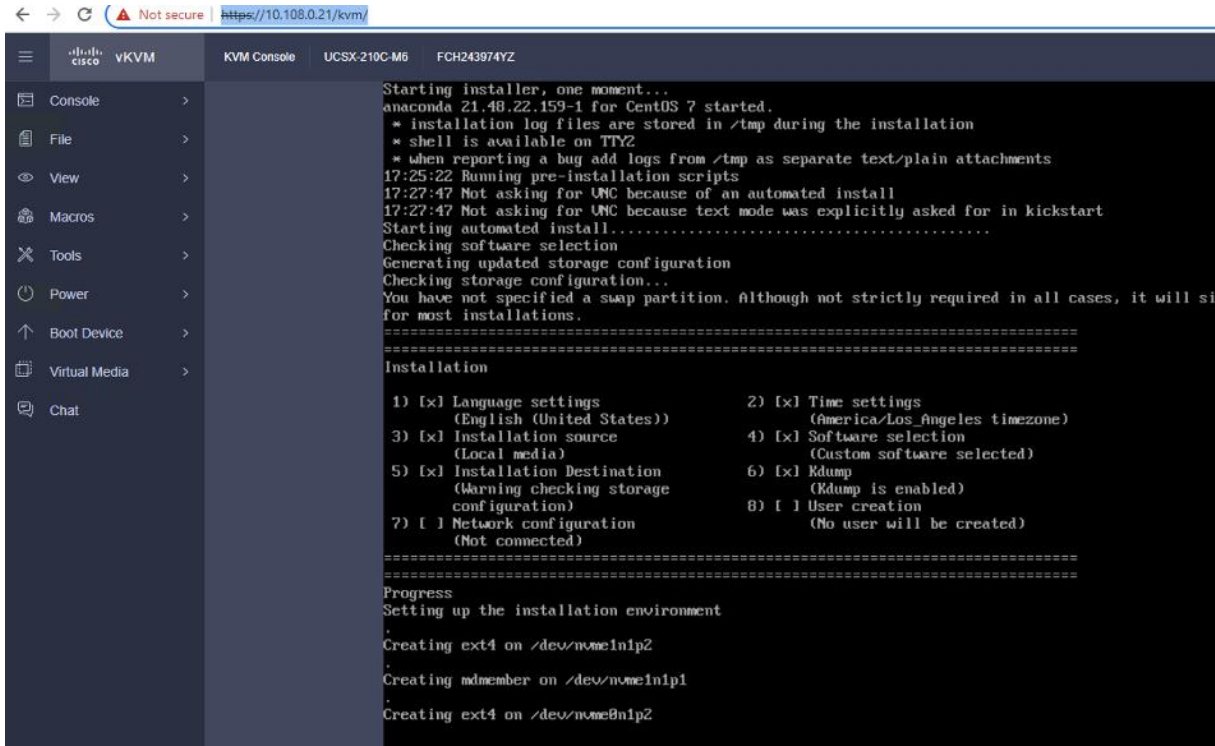 Not secure
https://10.108.0.21/kvm/
cisco vKVM
KVM Console
UCSX-210C-M6
FCH243974YZ
Console
File
View
Macros
Tools
Power
Boot Device
Virtual Media
Chat
Starting installer, one moment...
anaconda 21.48.22.159-1 for CentOS 7 started.
* installation log files are stored in /tmp during the installation
* shell is available on TTY2
* when reporting a bug add logs from /tmp as separate text/plain attachments
17:25:22 Running pre-installation scripts
17:27:47 Not asking for VNC because of an automated install
17:27:47 Not asking for VNC because text mode was explicitly asked for in kickstart
Starting automated install...........................................
Checking software selection
Generating updated storage configuration
Checking storage configuration...
You have not specified a swap partition. Although not strictly required in all cases, it will si
for most installations.
================================================================================
================================================================================
Installation
1) [x] Language settings 2) [x] Time settings
(English (United States)) (America/Los_Angeles timezone)
3) [x] Installation source 4) [x] Software selection
(Local media) (Custom software selected)
5) [x] Installation Destination 6) [x] Kdump
(Warning checking storage (Kdump is enabled)
configuration) 8) [ ] User creation
7) [ ] Network configuration (No user will be created)
(Not connected)
================================================================================
================================================================================
Progress
Setting up the installation environment
.
Creating ext4 on /dev/nvme1n1p2
.
Creating mdmember on /dev/nvme1n1p1
.
Creating ext4 on /dev/nvme0n1p2